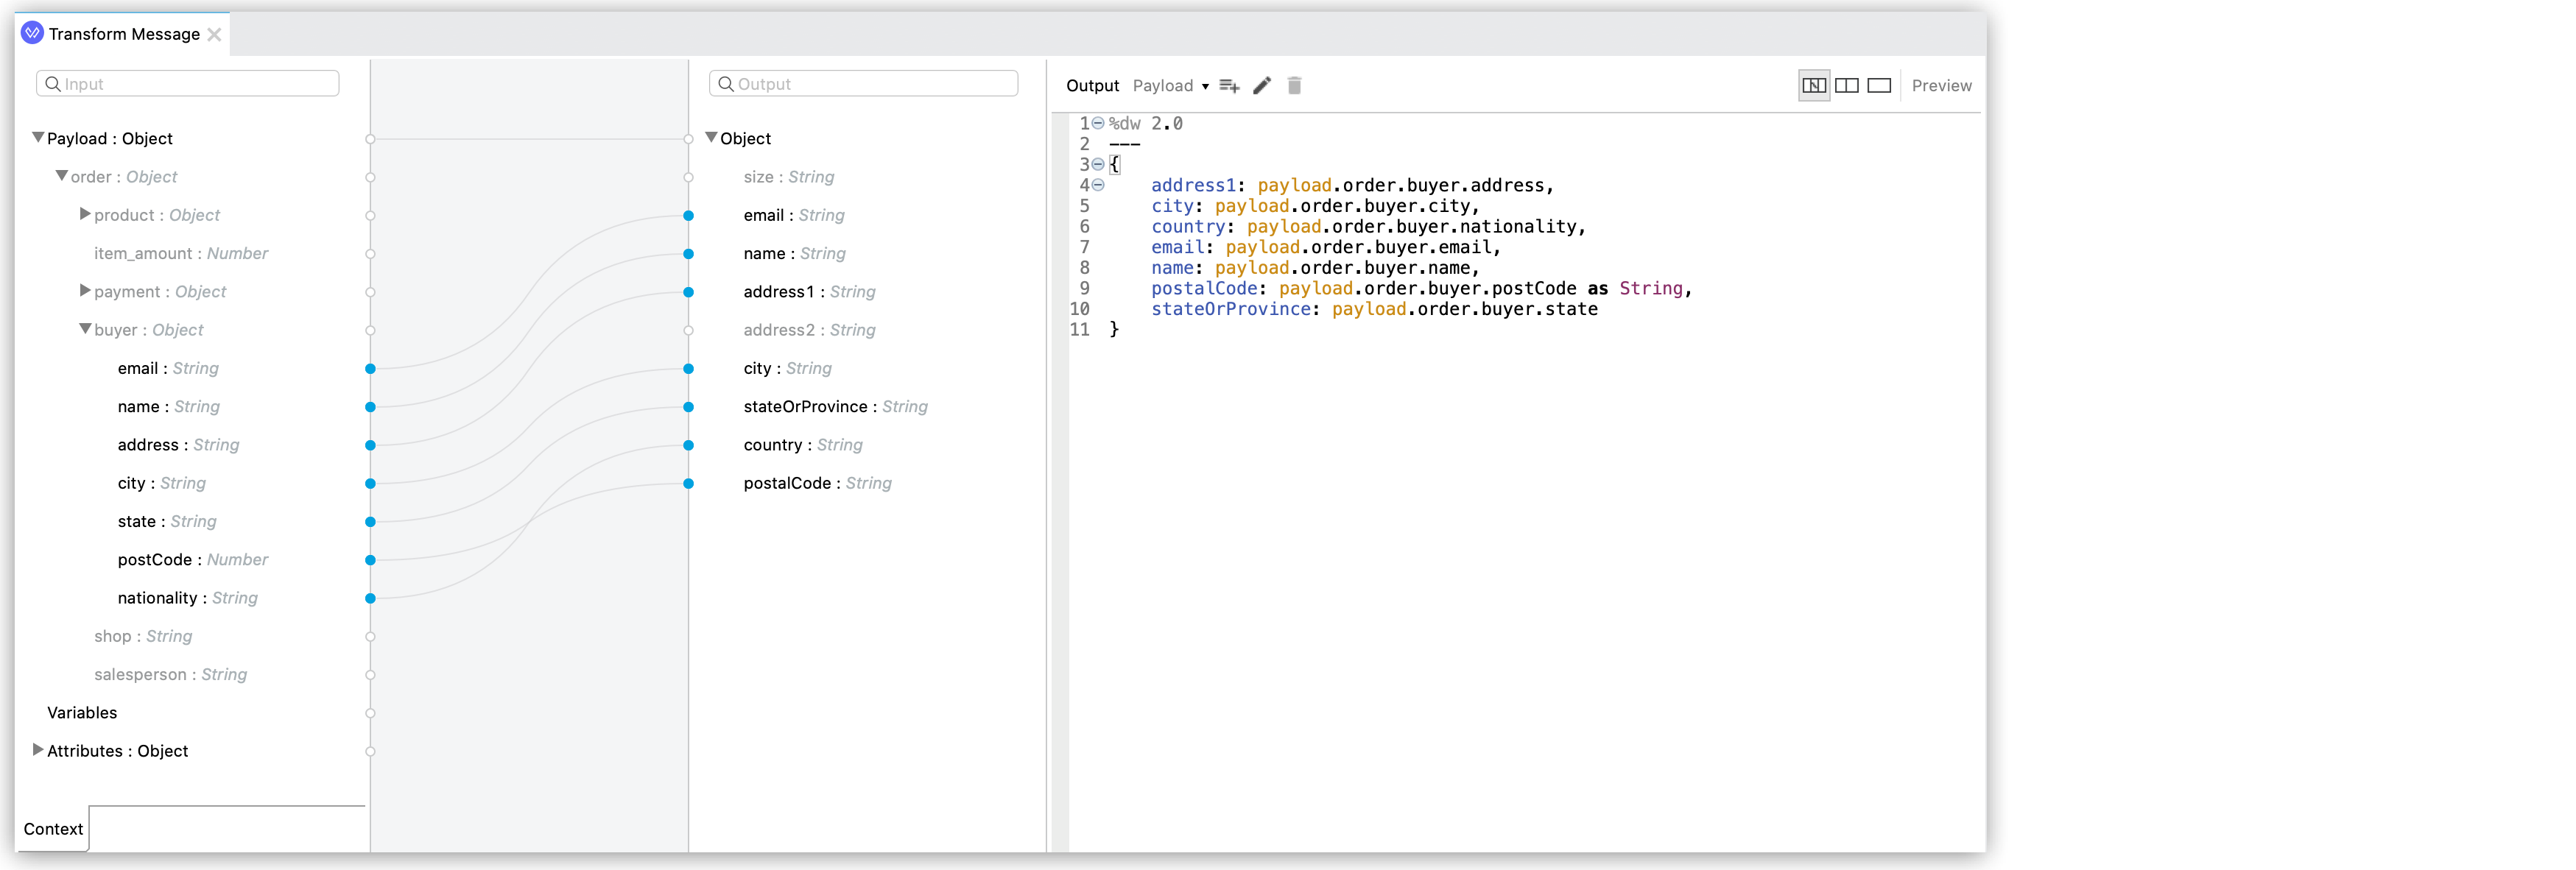 Transform Message
Input
Payload : Object
order : Object
product : Object
item_amount : Number
payment : Object
buyer : Object
email : String
name : String
address : String
city : String
state : String
postCode : Number
nationality : String
shop : String
salesperson : String
Variables
Attributes : Object
Context
Output
Object
size : String
email : String
name : String
address1 : String
address2 : String
city : String
stateOrProvince : String
country : String
postalCode : String
Output Payload Preview
1 %dw 2.0
2 ---
3 {
4 address1: payload.order.buyer.address,
5 city: payload.order.buyer.city,
6 country: payload.order.buyer.nationality,
7 email: payload.order.buyer.email,
8 name: payload.order.buyer.name,
9 postalCode: payload.order.buyer.postCode as String,
10 stateOrProvince: payload.order.buyer.state
11 }